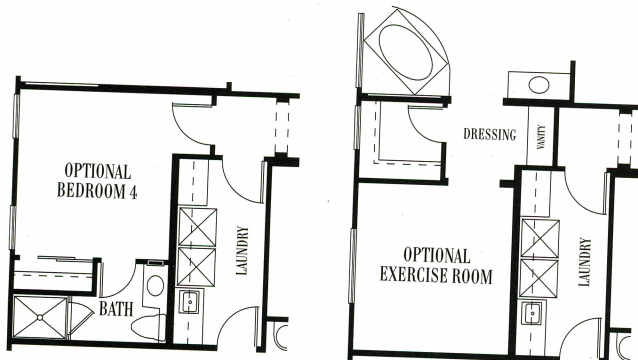 OPTIONAL
BEDROOM 4
LAUNDRY
BATH
DRESSING
VANITY
OPTIONAL
EXERCISE ROOM
LAUNDRY